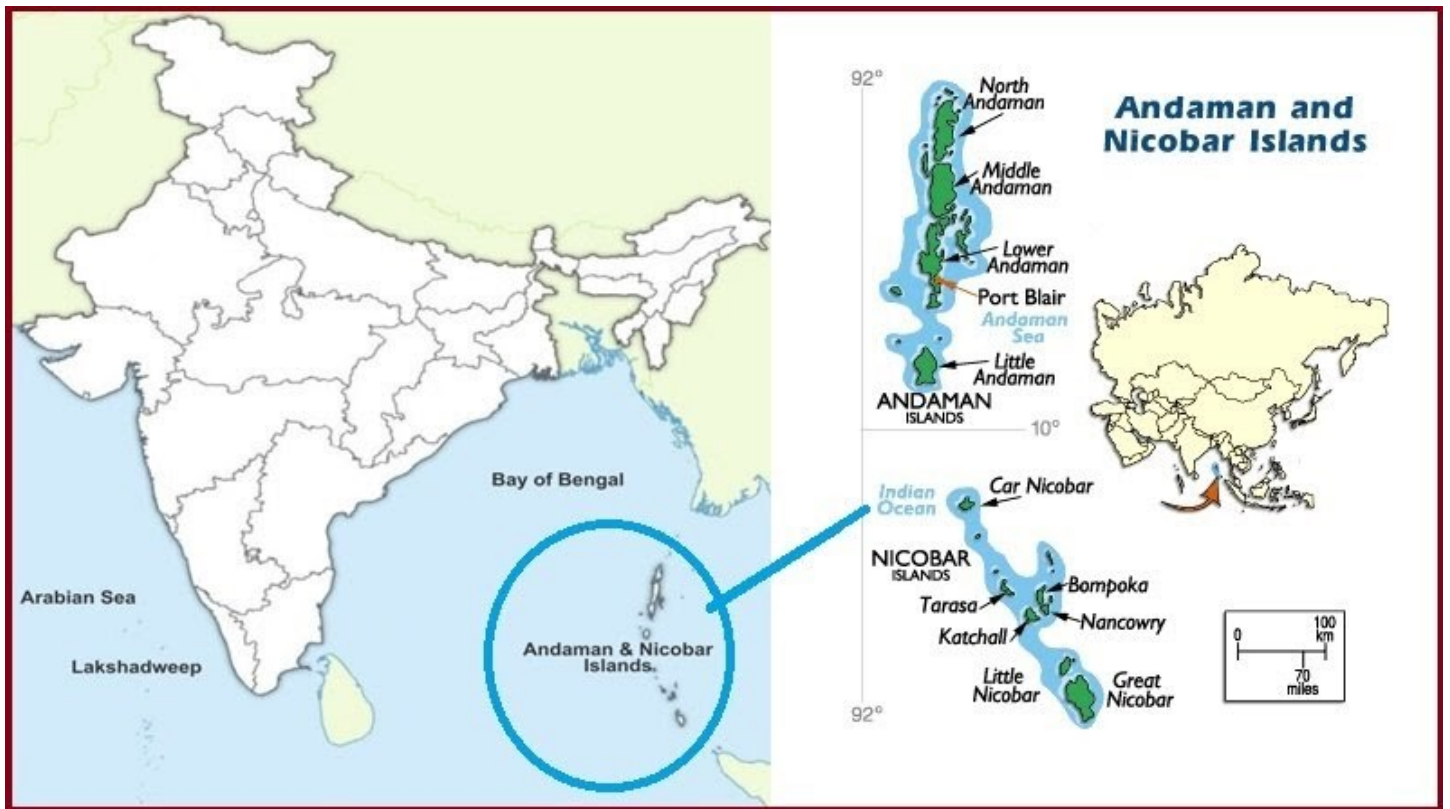 Bay of Bengal
Arabian Sea
Lakshadweep
Andaman & Nicobar
Islands
Andaman and
Nicobar Islands
92°
North
Andaman
Middle
Andaman
Lower
Andaman
Port Blair
Andaman
Sea
Little
Andaman
ANDAMAN
ISLANDS
10°
Indian
Ocean
Car Nicobar
NICOBAR
ISLANDS
Bompoka
Tarasa
Nancowry
Katchall
Little
Nicobar
Great
Nicobar
92°
0
100
km
70
miles